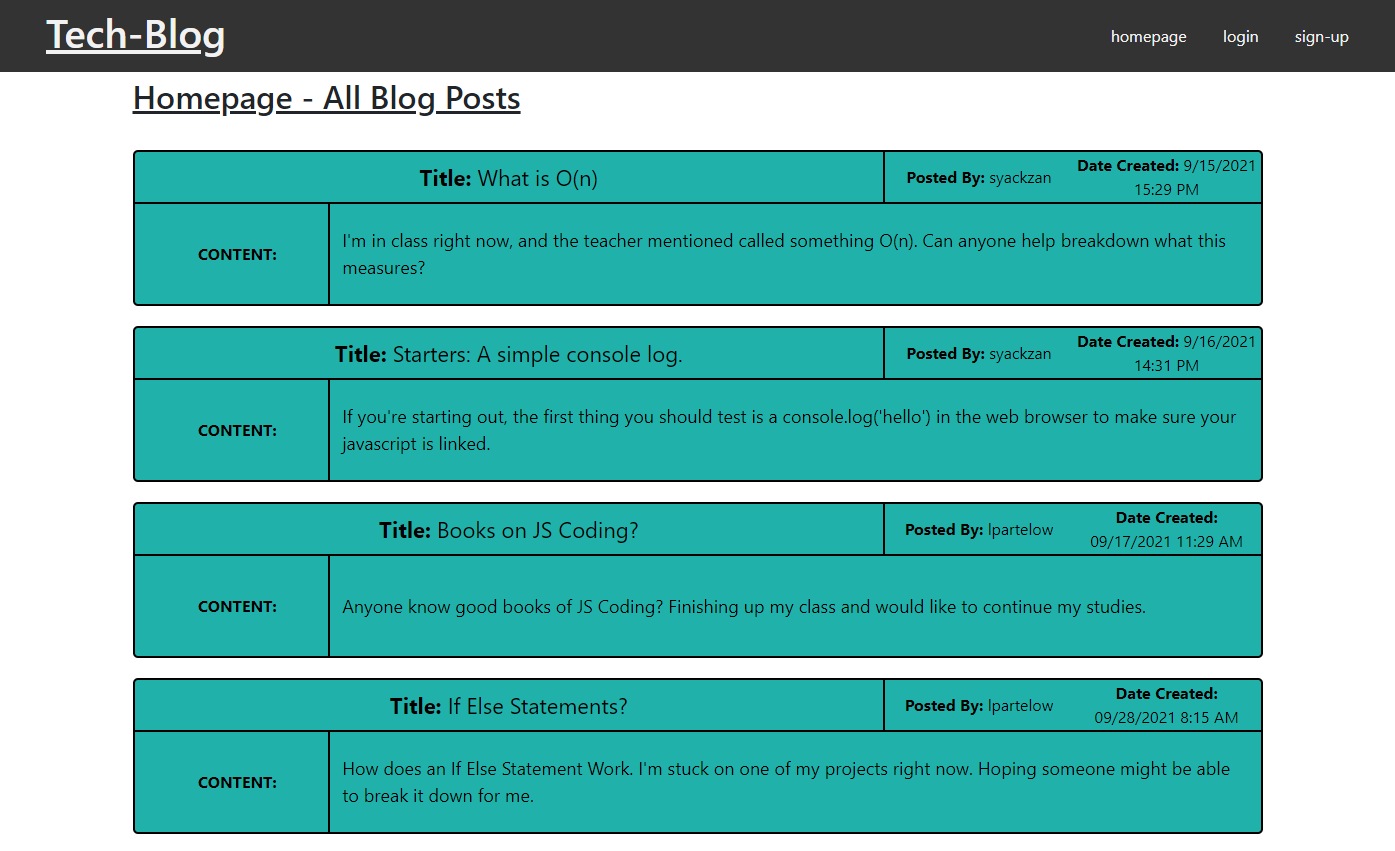 Tech-Blog
homepage login sign-up
Homepage - All Blog Posts
Title: What is O(n)
Posted By: syackzan
Date Created: 9/15/2021
15:29 PM
CONTENT:
I'm in class right now, and the teacher mentioned called something O(n). Can anyone help breakdown what this
measures?
Title: Starters: A simple console log.
Posted By: syackzan
Date Created: 9/16/2021
14:31 PM
CONTENT:
If you're starting out, the first thing you should test is a console.log('hello') in the web browser to make sure your
javascript is linked.
Title: Books on JS Coding?
Posted By: lpartelow
Date Created:
09/17/2021 11:29 AM
CONTENT:
Anyone know good books of JS Coding? Finishing up my class and would like to continue my studies.
Title: If Else Statements?
Posted By: lpartelow
Date Created:
09/28/2021 8:15 AM
CONTENT:
How does an If Else Statement Work. I'm stuck on one of my projects right now. Hoping someone might be able
to break it down for me.